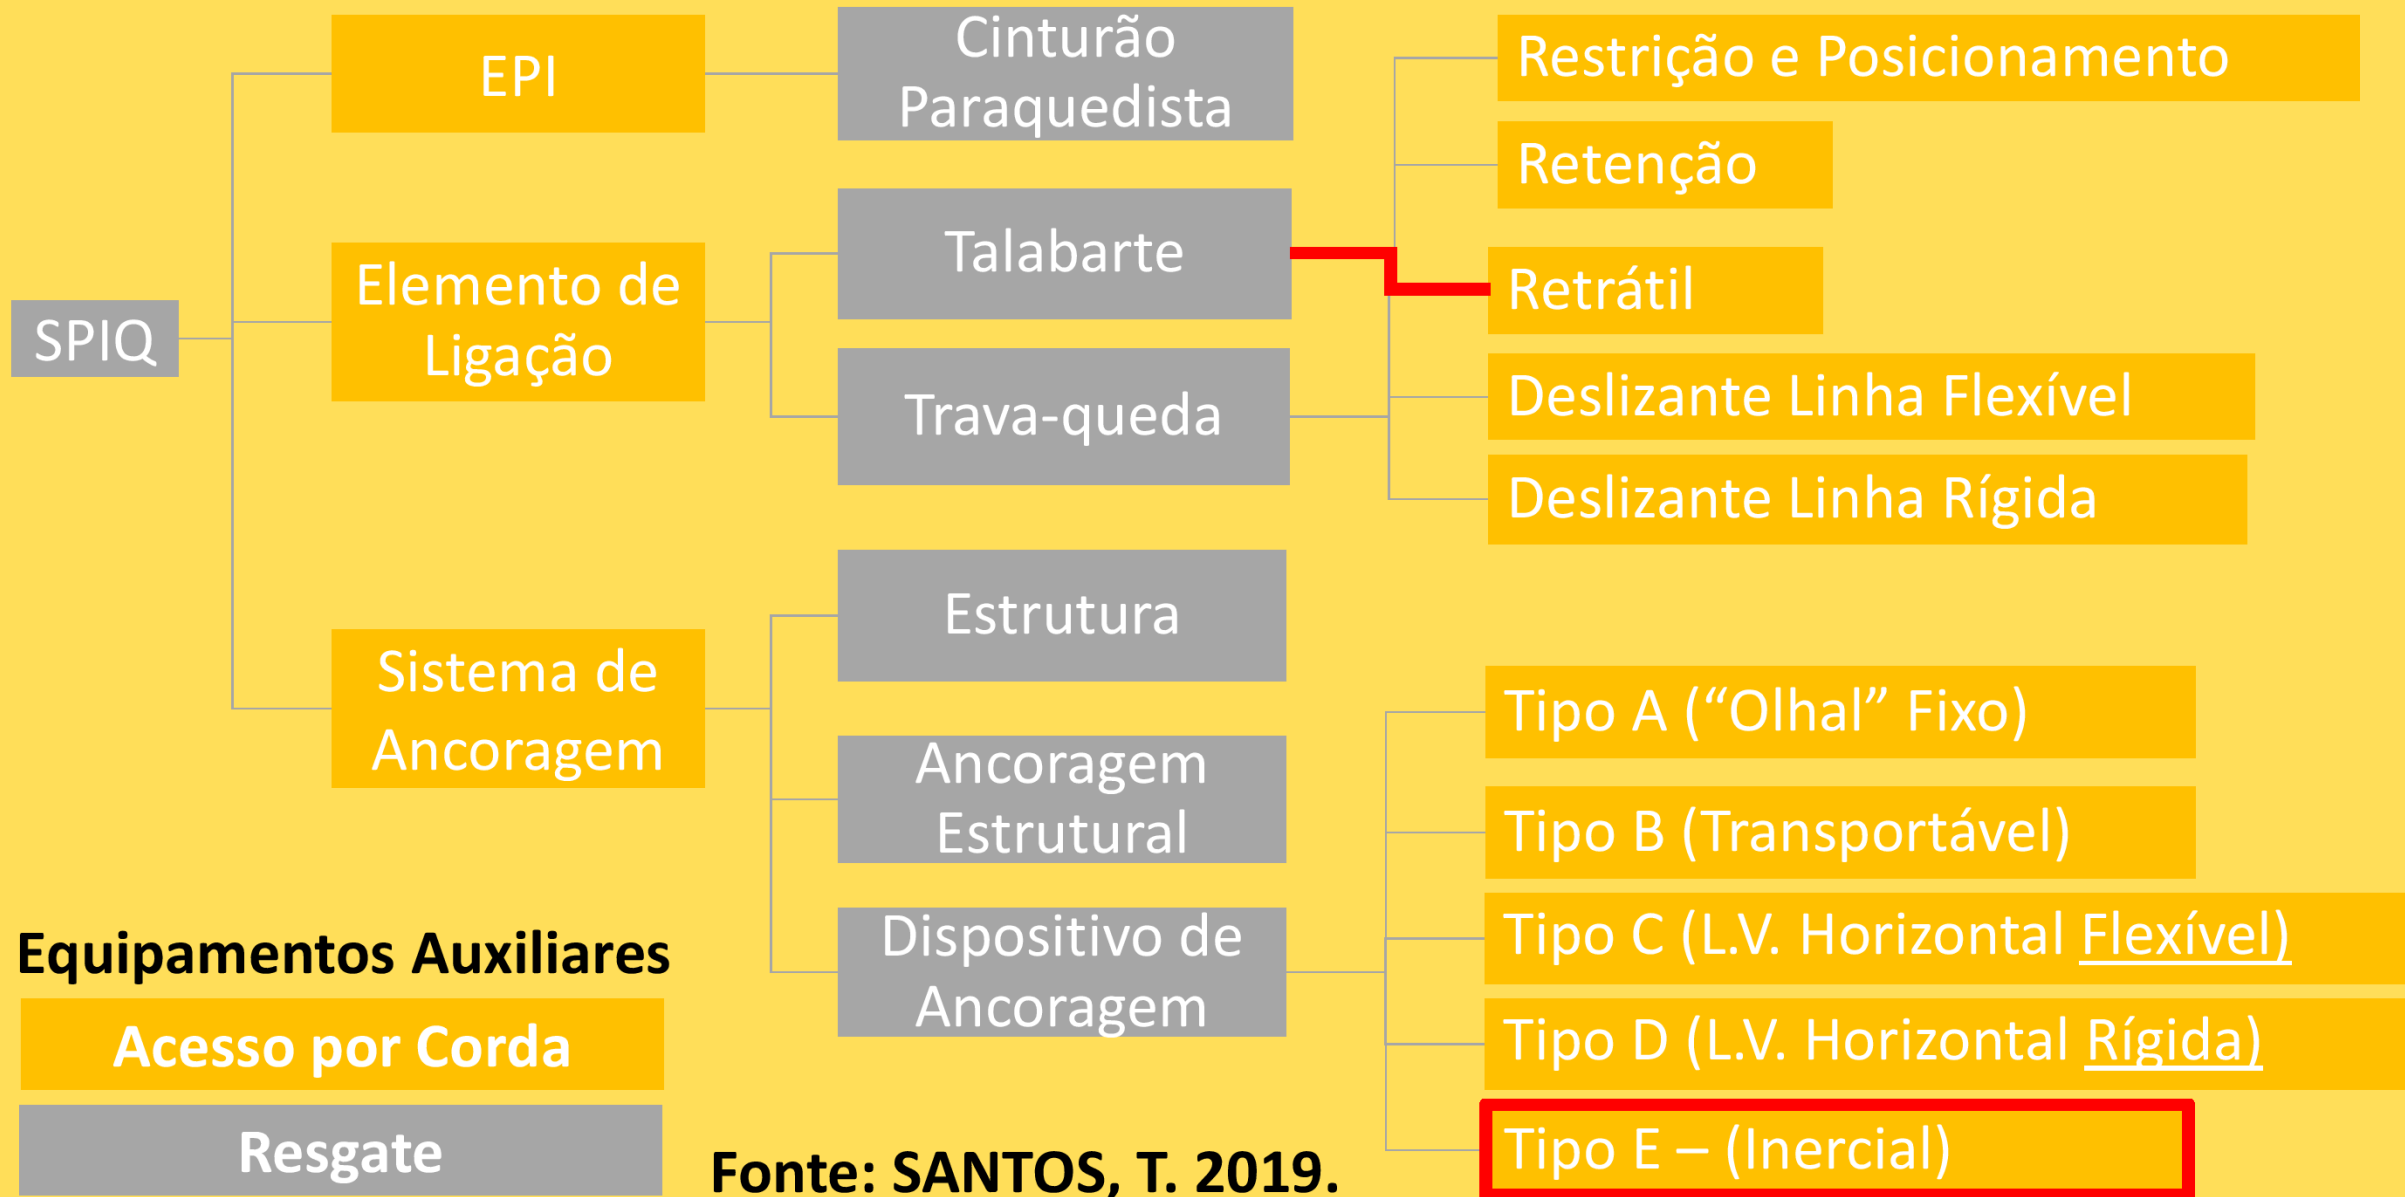 SPIQ
EPI
Cinturão
Paraquedista
Elemento de
Ligação
Talabarte
Restrição e Posicionamento
Retenção
Retrátil
Trava-queda
Deslizante Linha Flexível
Deslizante Linha Rígida
Sistema de
Ancoragem
Estrutura
Ancoragem
Estrutural
Dispositivo de
Ancoragem
Tipo A (“Olhal” Fixo)
Tipo B (Transportável)
Tipo C (L.V. Horizontal Flexível)
Tipo D (L.V. Horizontal Rígida)
Tipo E – (Inercial)
Equipamentos Auxiliares
Acesso por Corda
Resgate
Fonte: SANTOS, T. 2019.